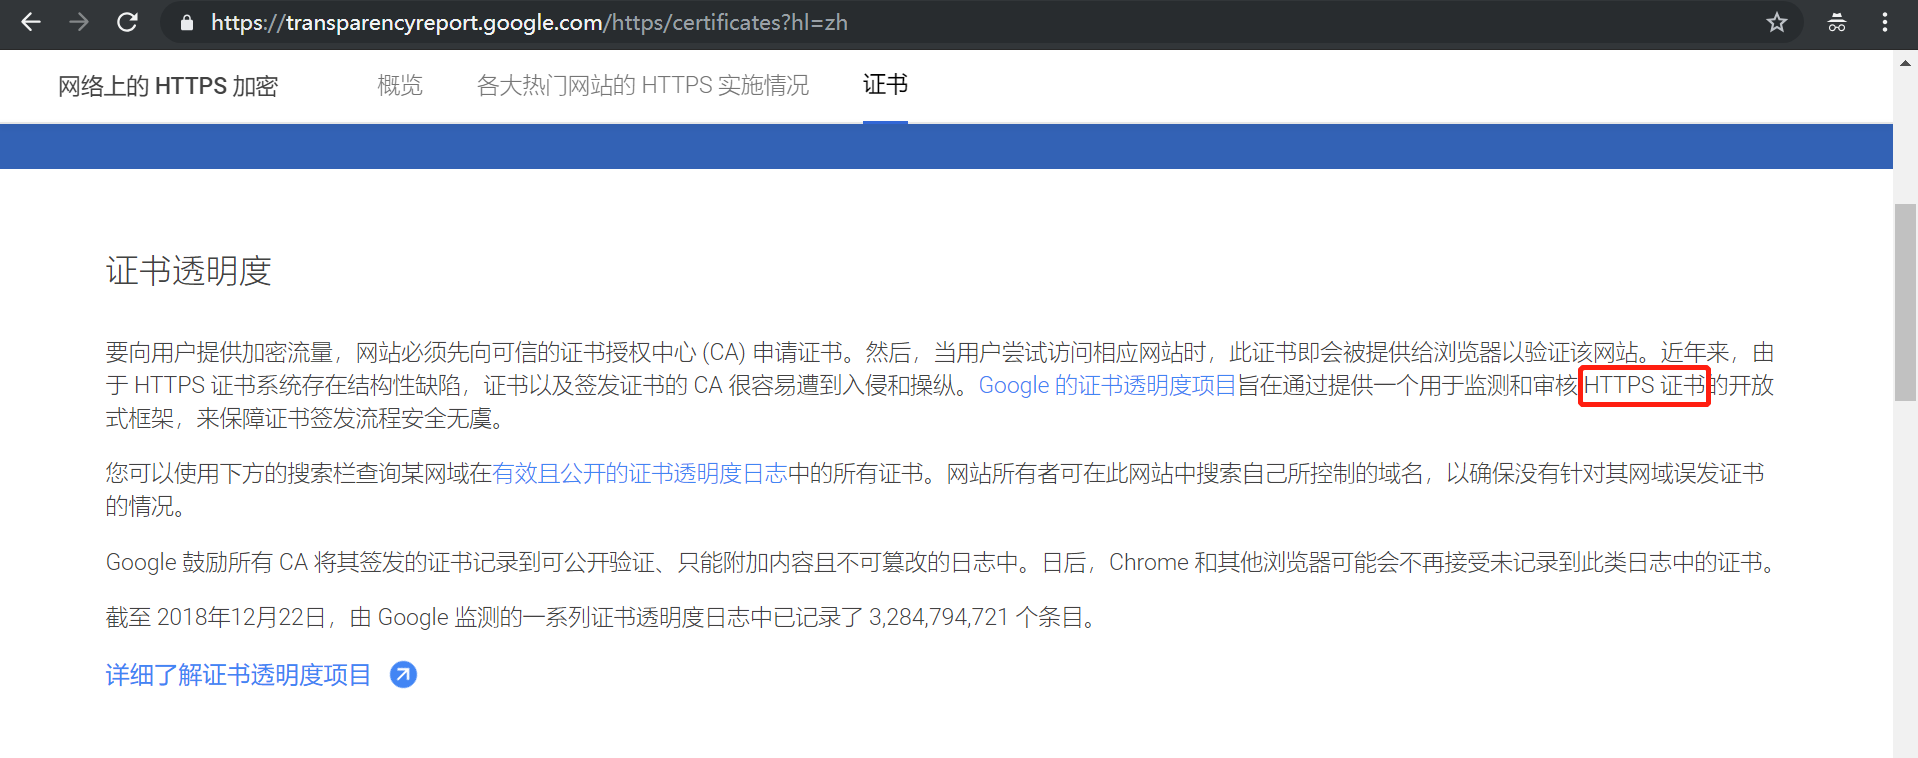 https://transparencyreport.google.com/https/certificates?hl=zh
网络上的 HTTPS 加密 概览 各大热门网站的 HTTPS 实施情况 证书
证书透明度
要向用户提供加密流量，网站必须先向可信的证书授权中心 (CA) 申请证书。然后，当用户尝试访问相应网站时，此证书即会被提供给浏览器以验证该网站。近年来，由
于 HTTPS 证书系统存在结构性缺陷，证书以及签发证书的 CA 很容易遭到入侵和操纵。Google 的证书透明度项目旨在通过提供一个用于监测和审核 HTTPS 证书的开放
式框架，来保障证书签发流程安全无虞。
您可以使用下方的搜索栏查询某网域在有效且公开的证书透明度日志中的所有证书。网站所有者可在此网站中搜索自己所控制的域名，以确保没有针对其网域误发证书
的情况。
Google 鼓励所有 CA 将其签发的证书记录到可公开验证、只能附加内容且不可篡改的日志中。日后，Chrome 和其他浏览器可能会不再接受未记录到此类日志中的证书。
截至 2018年12月22日，由 Google 监测的一系列证书透明度日志中已记录了 3,284,794,721 个条目。
详细了解证书透明度项目